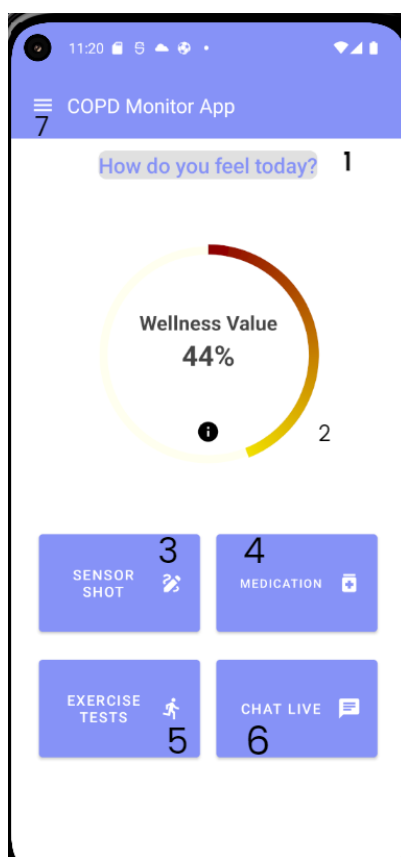 11:20
COPD Monitor App
7
How do you feel today? 1
Wellness Value
44%
2
3 4
SENSOR
SHOT
MEDICATION
EXERCISE
TESTS
CHAT LIVE
5 6